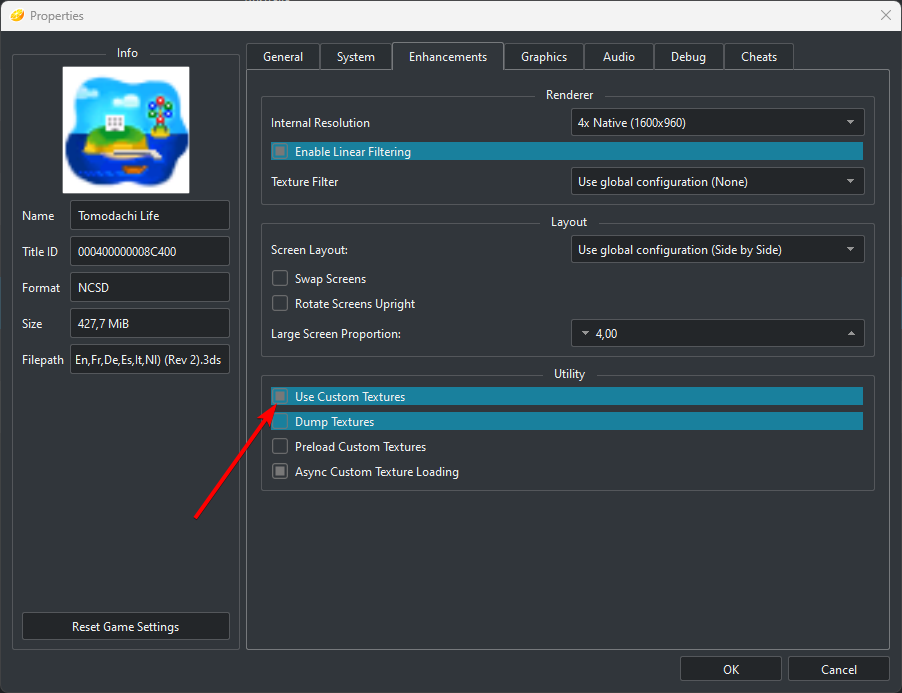 Properties
Info
Name
Tomodachi Life
Title ID
000400000008C400
Format
NCSD
Size
427,7 MiB
Filepath
En,Fr,De,Es,It,Nl) (Rev 2).3ds
Reset Game Settings
General
System
Enhancements
Graphics
Audio
Debug
Cheats
Renderer
Internal Resolution
4x Native (1600x960)
Enable Linear Filtering
Texture Filter
Use global configuration (None)
Layout
Screen Layout:
Use global configuration (Side by Side)
Swap Screens
Rotate Screens Upright
Large Screen Proportion:
4,00
Utility
Use Custom Textures
Dump Textures
Preload Custom Textures
Async Custom Texture Loading
OK
Cancel